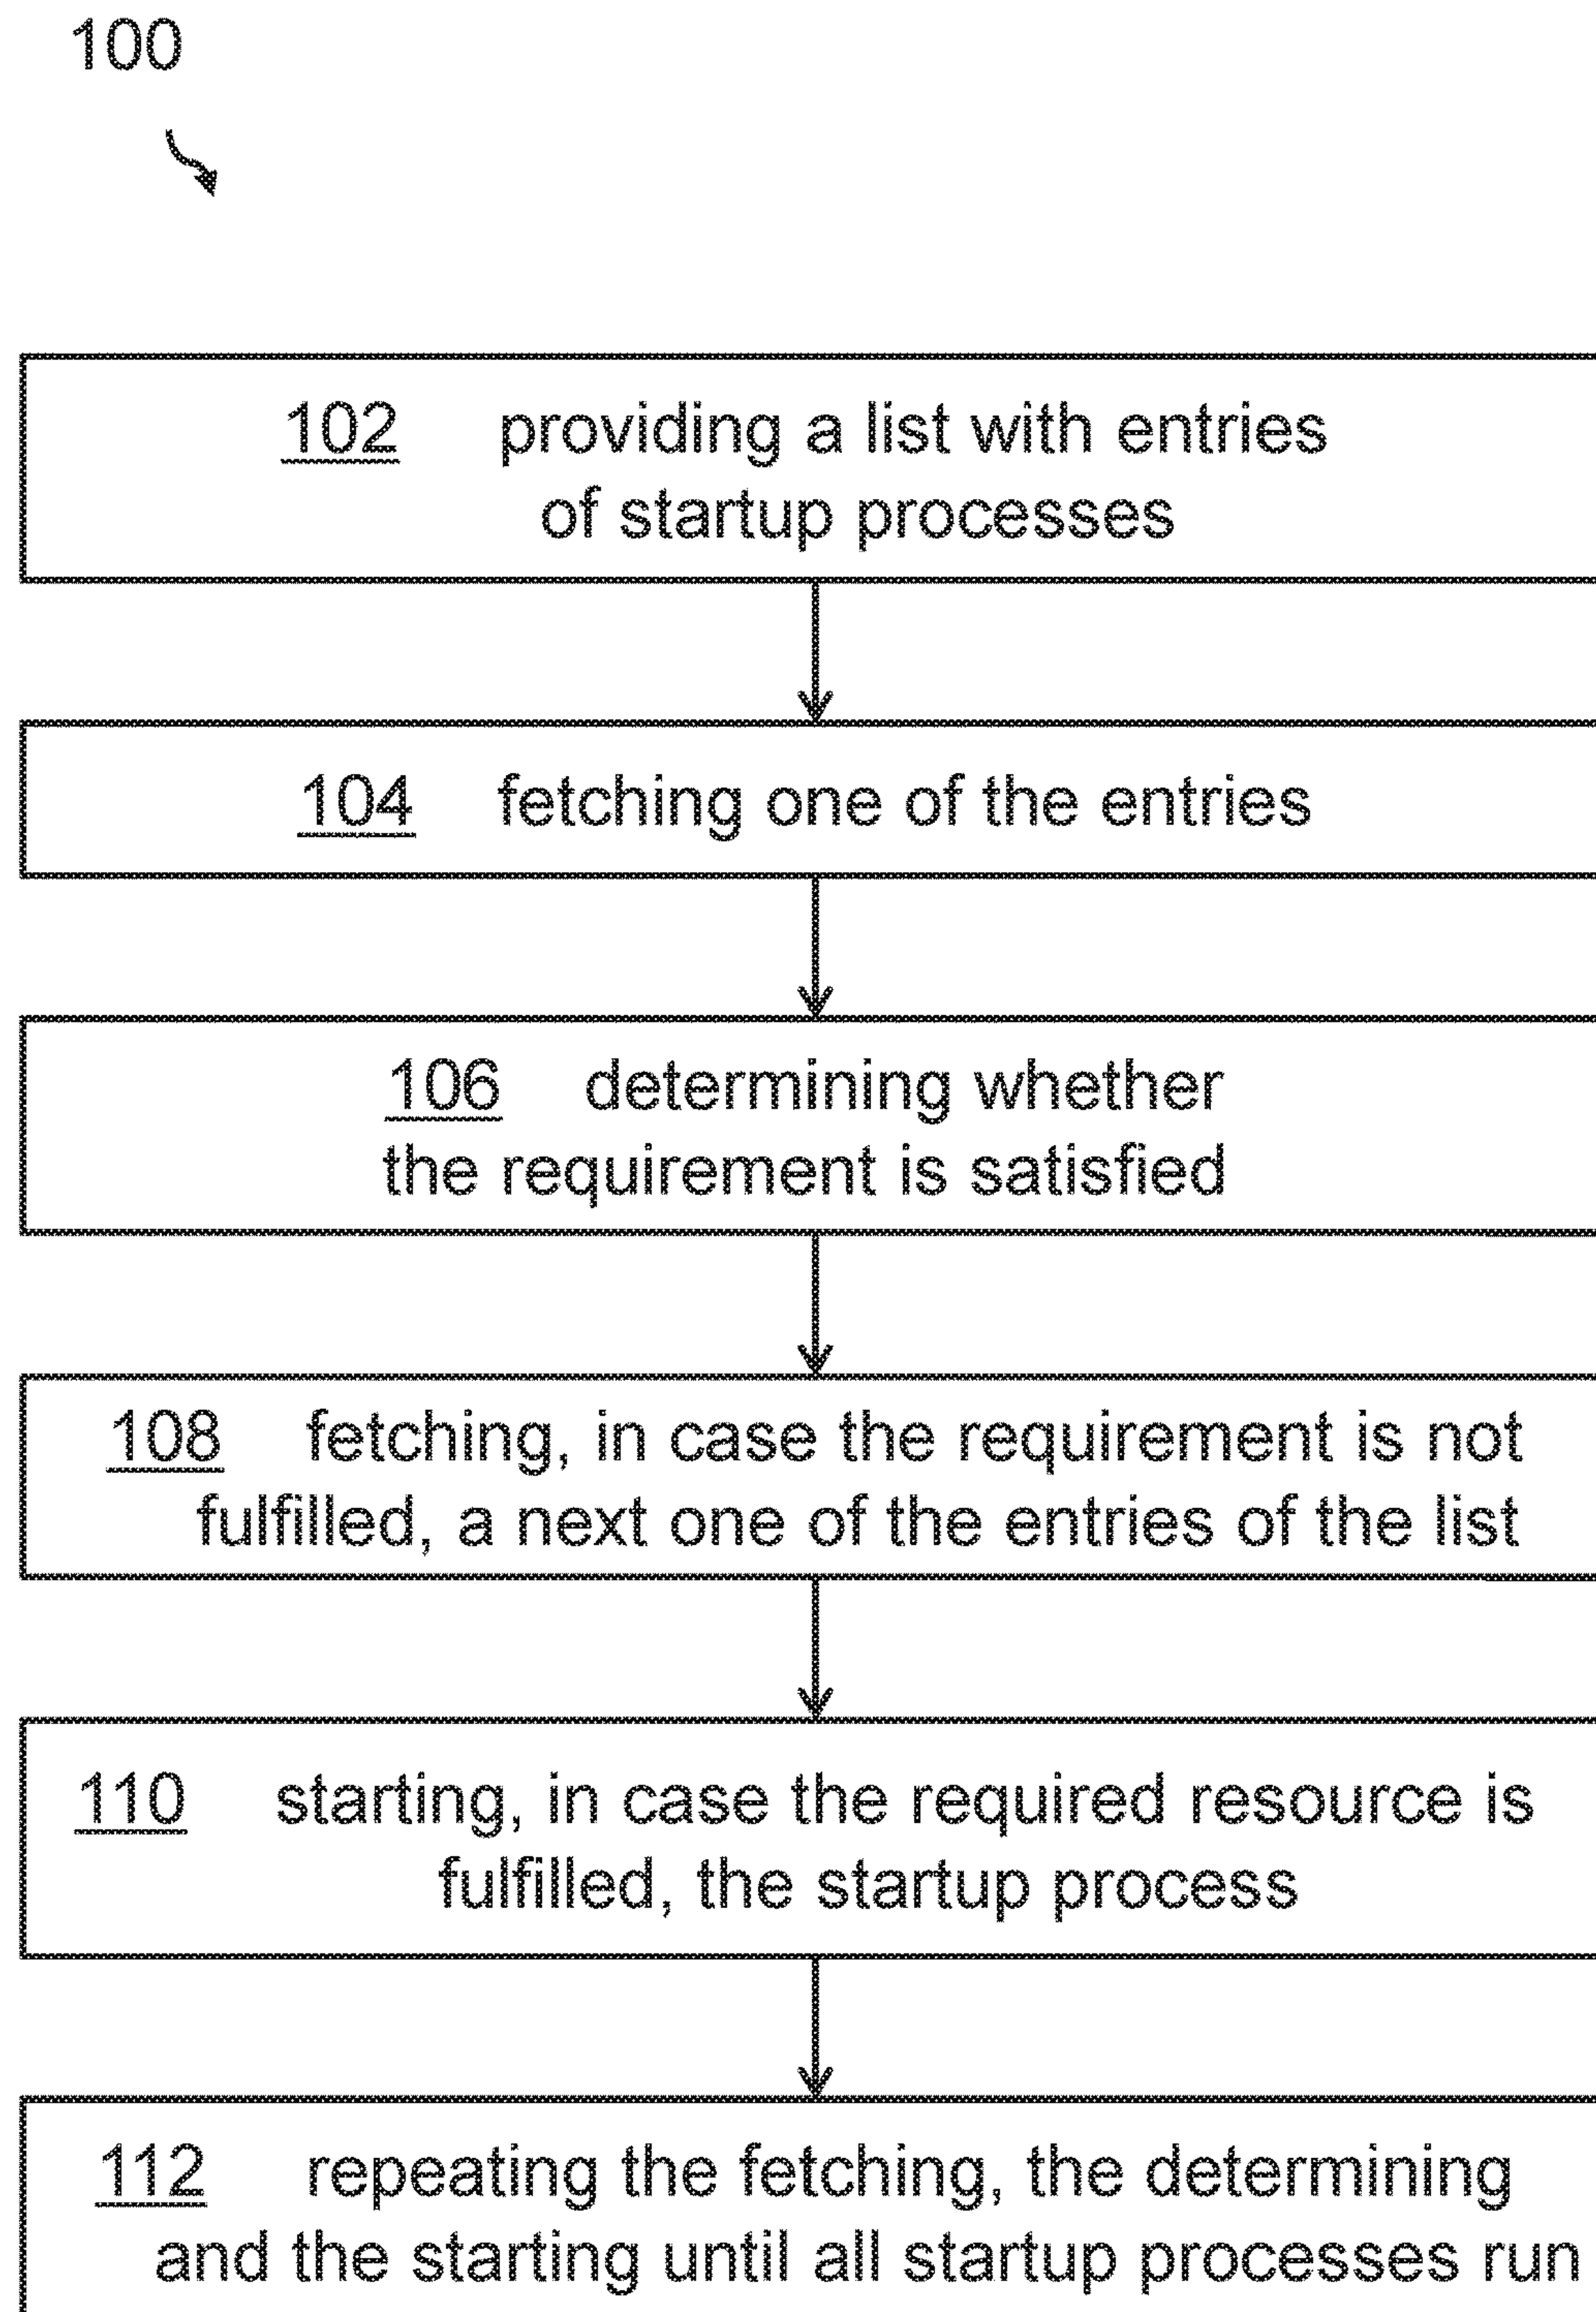 100
102 providing a list with entries
of startup processes
104 fetching one of the entries
106 determining whether
the requirement is satisfied
108 fetching, in case the requirement is not
fulfilled, a next one of the entries of the list
110 starting, in case the required resource is
fulfilled, the startup process
112 repeating the fetching, the determining
and the starting until all startup processes run